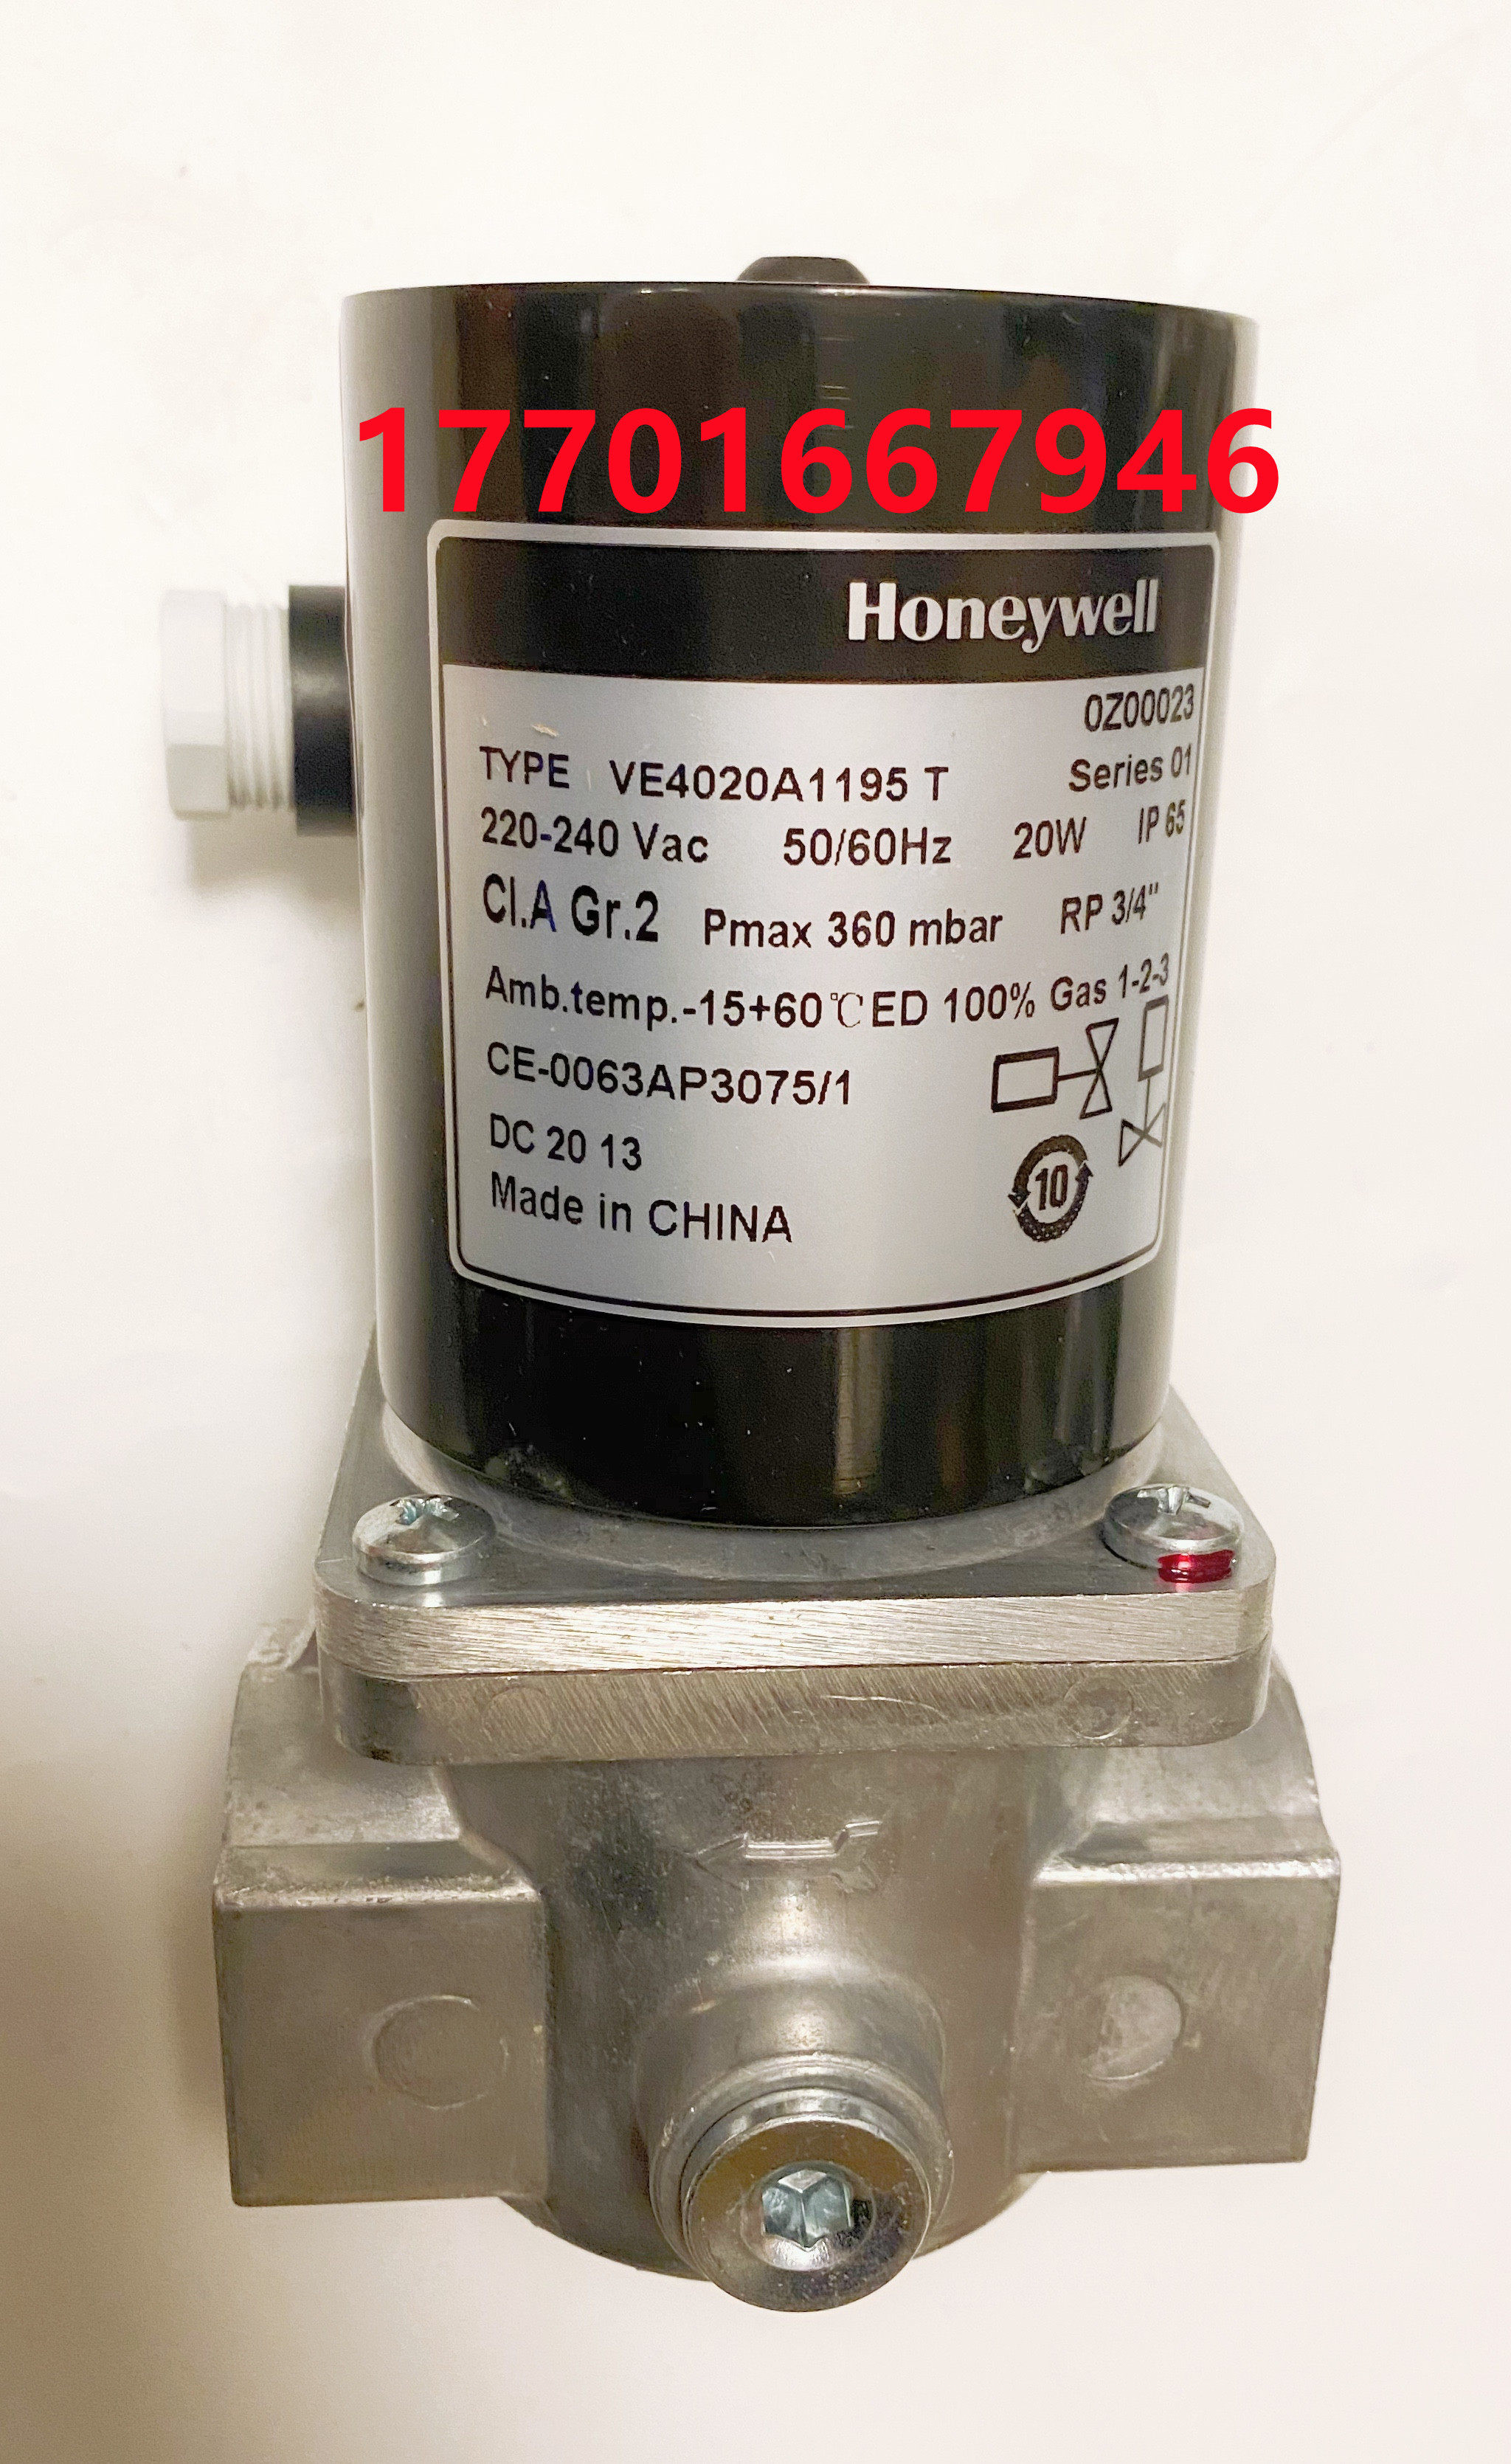 17701667946
Honeywell
0Z00023
TYPE VE4020A1195 T Series 01
220-240 Vac 50/60Hz 20W IP 65
Cl.A Gr.2 Pmax 360 mbar RP 3/4"
Amb.temp.-15+60℃ ED 100% Gas 1-2-3
CE-0063AP3075/1
DC 20 13
10
Made in CHINA